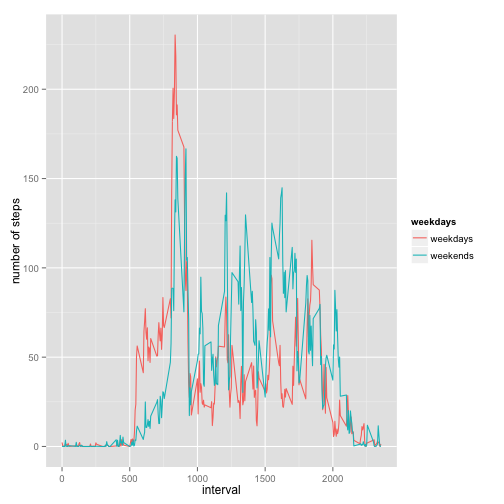 200
150
100
50
0
number of steps
0 500 1000 1500 2000
interval
weekdays
weekdays
weekends